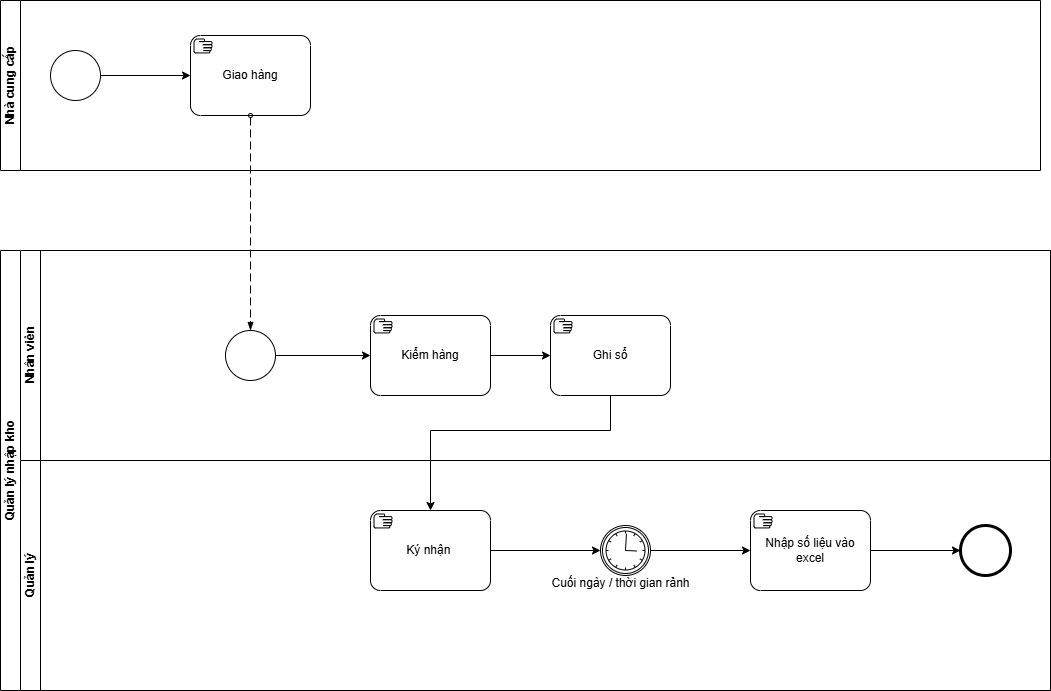 Nhà cung cấp
Giao hàng
Quản lý nhập kho
Nhân viên
Kiểm hàng
Ghi sổ
Quản lý
Ký nhận
Cuối ngày / thời gian rảnh
Nhập số liệu vào
excel